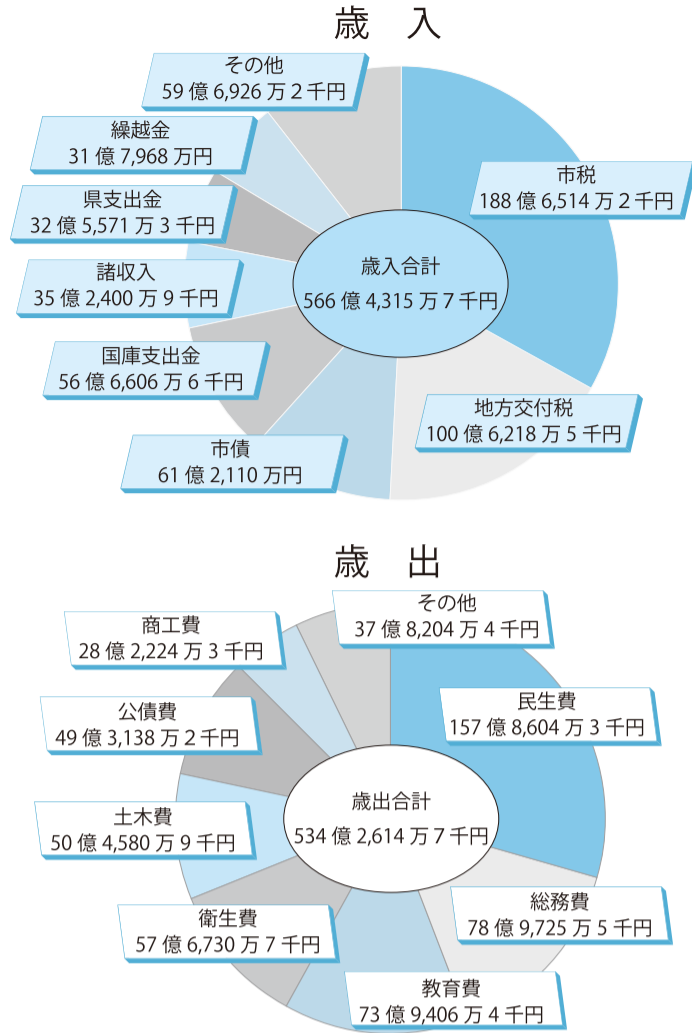 歳　入
その他
59 億 6,926 万 2 千円
繰越金
31 億 7,968 万円
県支出金
32 億 5,571 万 3 千円
諸収入
35 億 2,400 万 9 千円
国庫支出金
56 億 6,606 万 6 千円
市債
61 億 2,110 万円
市税
188 億 6,514 万 2 千円
地方交付税
100 億 6,218 万 5 千円
歳入合計
566 億 4,315 万 7 千円
歳　出
その他
37 億 8,204 万 4 千円
商工費
28 億 2,224 万 3 千円
公債費
49 億 3,138 万 2 千円
土木費
50 億 4,580 万 9 千円
衛生費
57 億 6,730 万 7 千円
教育費
73 億 9,406 万 4 千円
総務費
78 億 9,725 万 5 千円
民生費
157 億 8,604 万 3 千円
歳出合計
534 億 2,614 万 7 千円